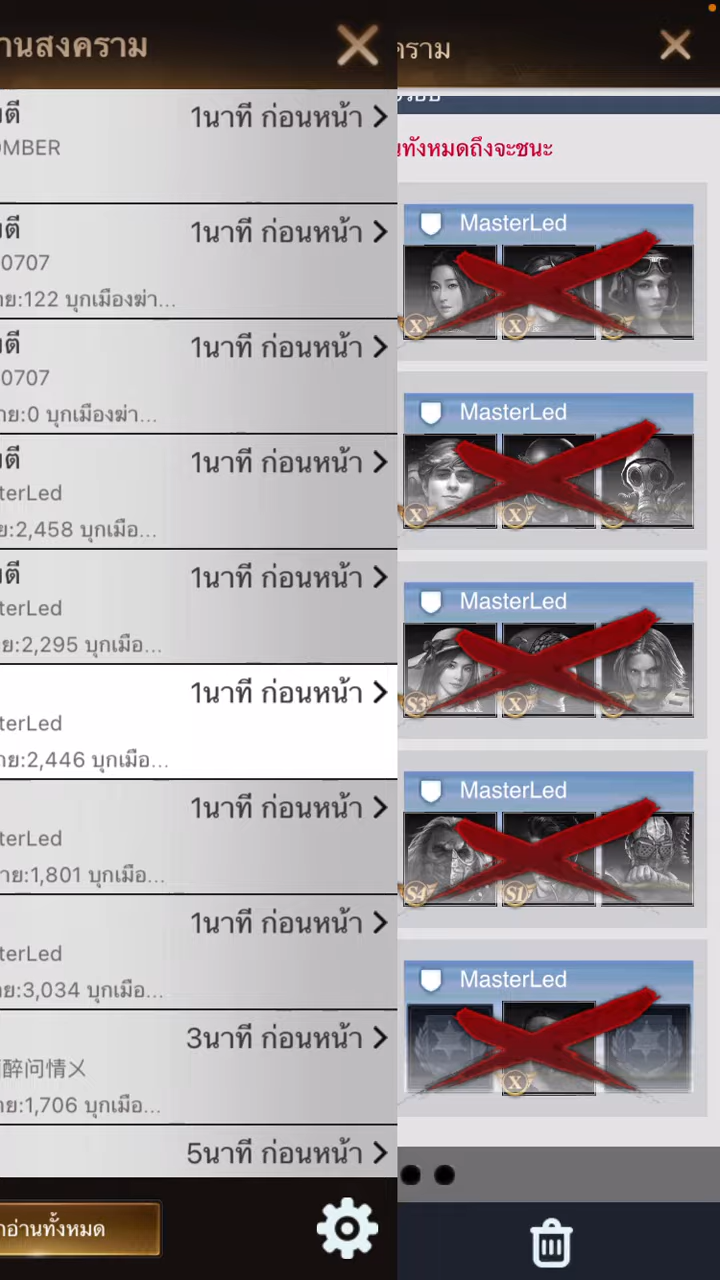 านสงคราม
มตี
1นาที ก่อนหน้า
OMBER
ตี
1นาที ก่อนหน้า
0707
าย:122 บุกเมืองฆ่า...
ตี
1นาที ก่อนหน้า
0707
าย:0 บุกเมืองฆ่า...
ตี
1นาที ก่อนหน้า
terLed
ย:2,458 บุกเมือ...
ตี
1นาที ก่อนหน้า
terLed
ย:2,295 บุกเมือ...
1นาที ก่อนหน้า
terLed
าย:2,446 บุกเมือ...
1นาที ก่อนหน้า
terLed
าย:1,801 บุกเมือ...
1นาที ก่อนหน้า
terLed
าย:3,034 บุกเมือ...
3นาที ก่อนหน้า
醉问情乂
าย:1,706 บุกเมือ...
5นาที ก่อนหน้า
อ่านทั้งหมด
คราม
ทั้งหมดถึงจะชนะ
MasterLed
X X
MasterLed
X X
MasterLed
S3 X
MasterLed
S4 S1
MasterLed
X